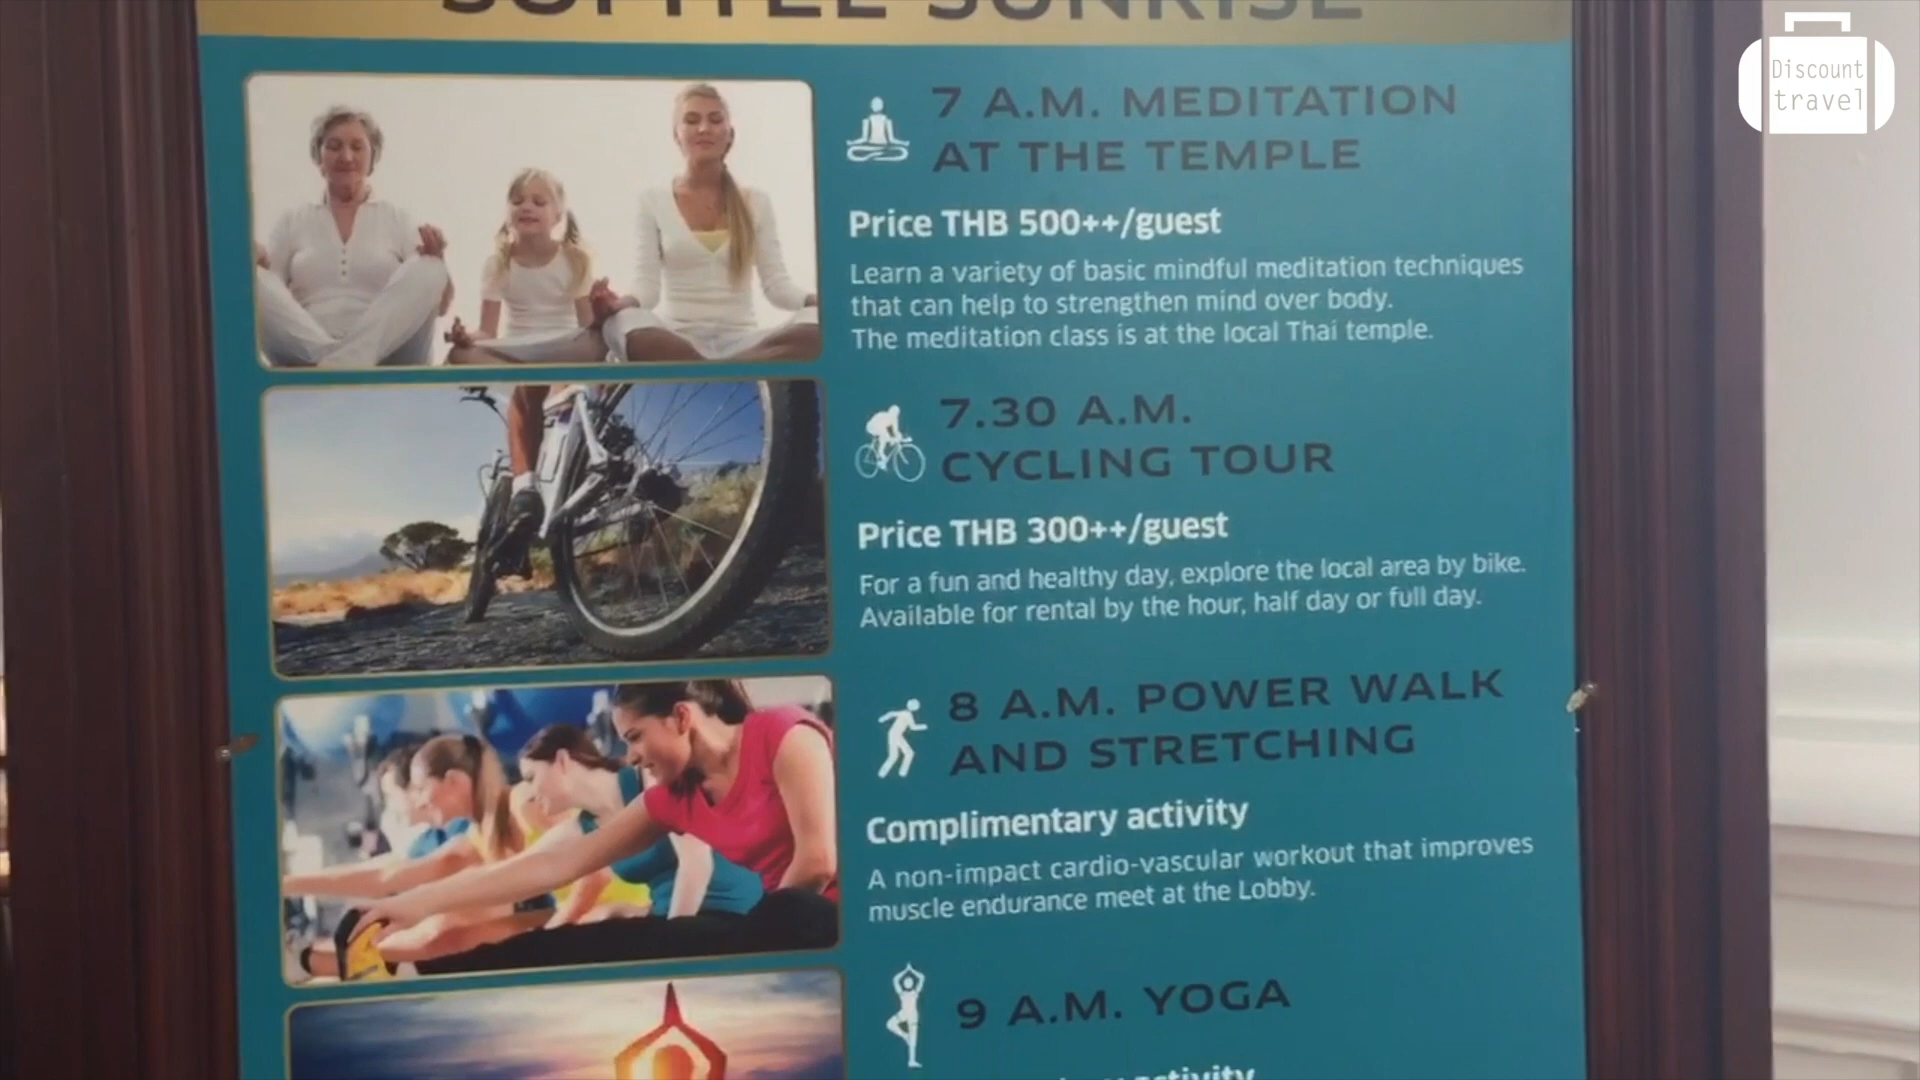 SOFITEL SUNRISE
Discount
travel
7 A.M. MEDITATION
AT THE TEMPLE
Price THB 500++/guest
Learn a variety of basic mindful meditation techniques
that can help to strengthen mind over body.
The meditation class is at the local Thai temple.
7.30 A.M.
CYCLING TOUR
Price THB 300++/guest
For a fun and healthy day, explore the local area by bike.
Available for rental by the hour, half day or full day.
8 A.M. POWER WALK
AND STRETCHING
Complimentary activity
A non-impact cardio-vascular workout that improves
muscle endurance meet at the Lobby.
9 A.M. YOGA
activity